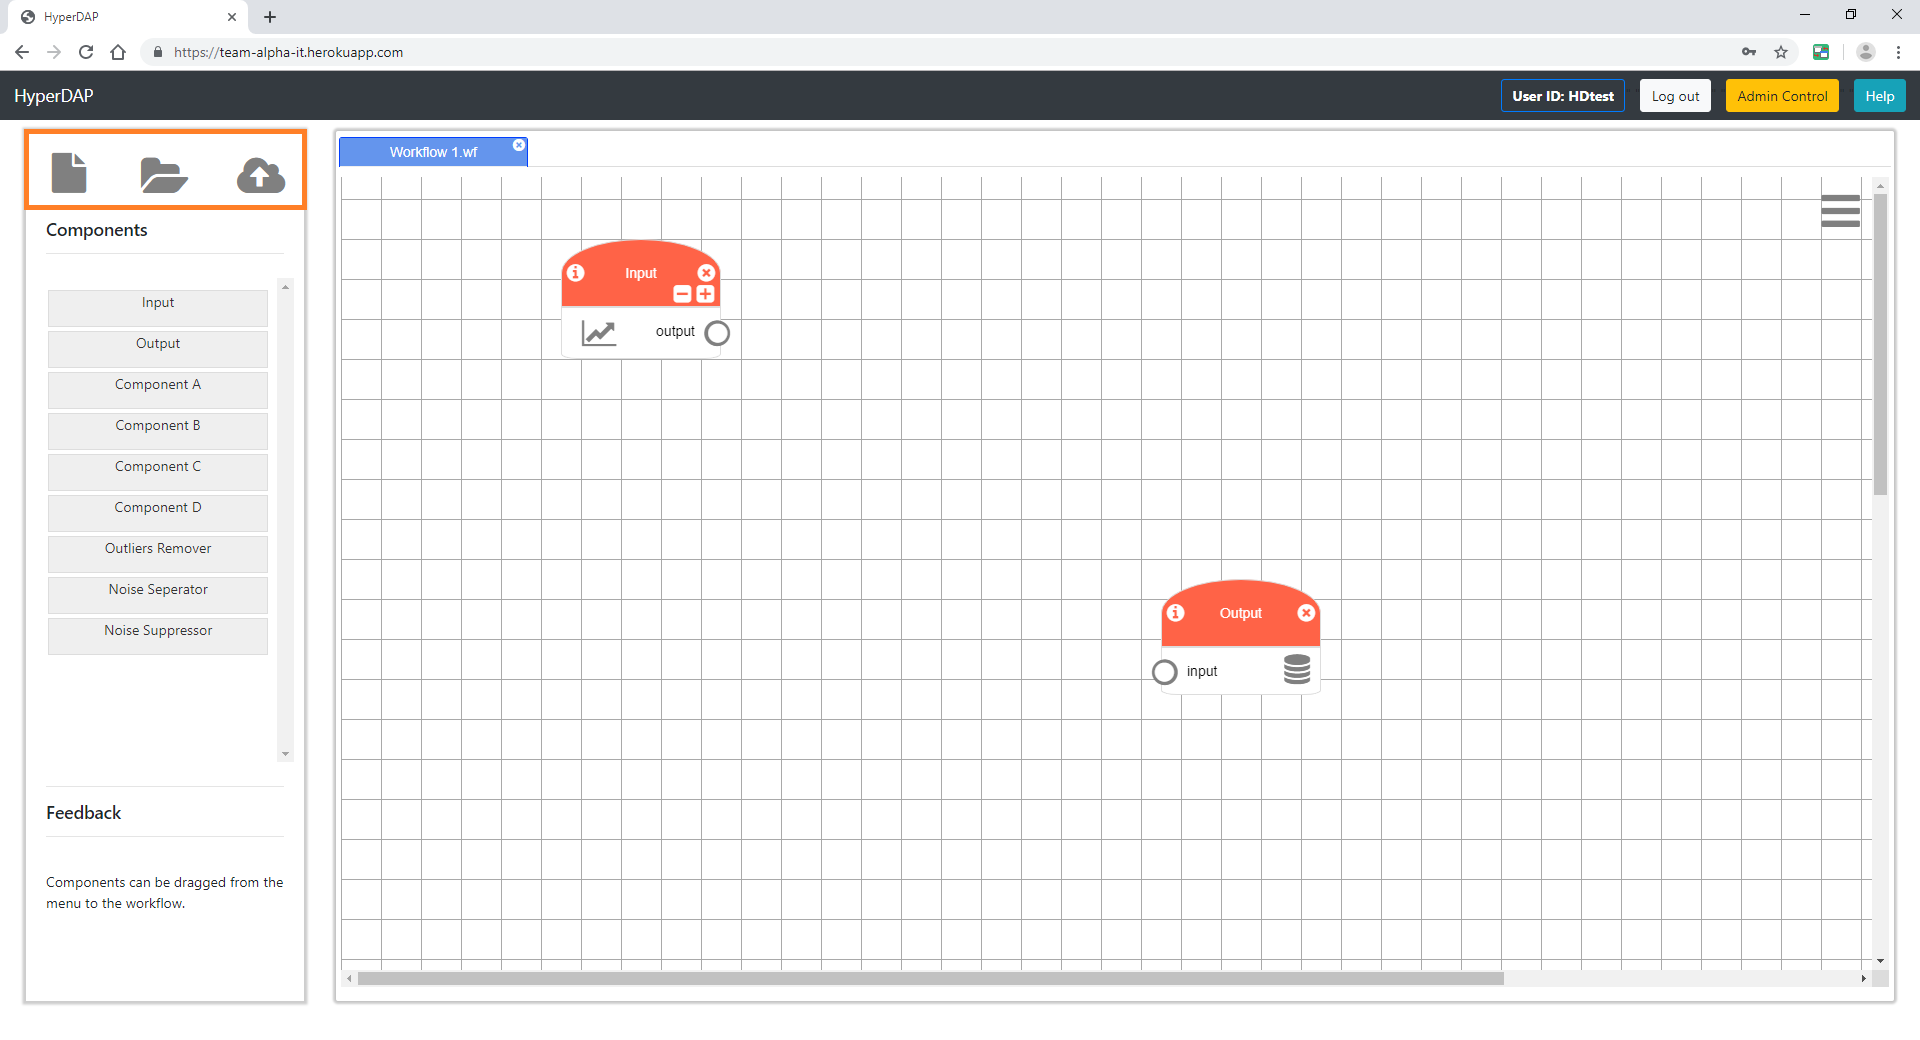 HyperDAP
https://team-alpha-it.herokuapp.com
HyperDAP
User ID: HDtest
Log out
Admin Control
Help
Workflow 1.wf
Components
Input
Output
Component A
Component B
Component C
Component D
Outliers Remover
Noise Seperator
Noise Suppressor
Feedback
Components can be dragged from the
menu to the workflow.
Input
output
Output
input